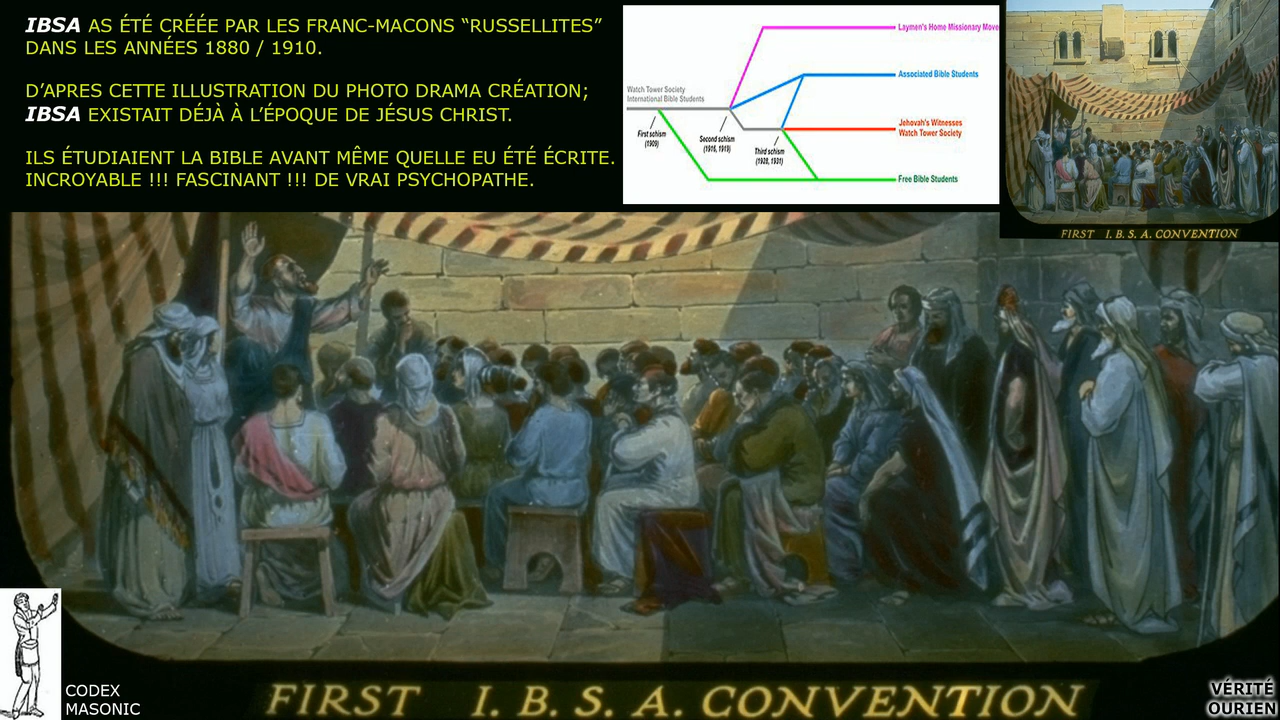 IBSA AS ÉTÉ CRÉÉE PAR LES FRANC-MACONS “RUSSELLITES”
DANS LES ANNÉES 1880 / 1910.
D’APRES CETTE ILLUSTRATION DU PHOTO DRAMA CRÉATION;
IBSA EXISTAIT DÉJÀ À L’ÉPOQUE DE JÉSUS CHRIST.
ILS ÉTUDIAIENT LA BIBLE AVANT MÊME QUELLE EU ÉTÉ ÉCRITE.
INCROYABLE !!! FASCINANT !!! DE VRAI PSYCHOPATHE.
Laymen's Home Missionary Move
Associated Bible Students
Watch Tower Society
International Bible Students
Jehovah's Witnesses
Watch Tower Society
First schism
(1909)
Second schism
(1916, 1919)
Third schism
(1928, 1931)
Free Bible Students
FIRST I. B. S. A. CONVENTION
FIRST I. B. S. A. CONVENTION
CODEX
MASONIC
VÉRITÉ
OURIEN